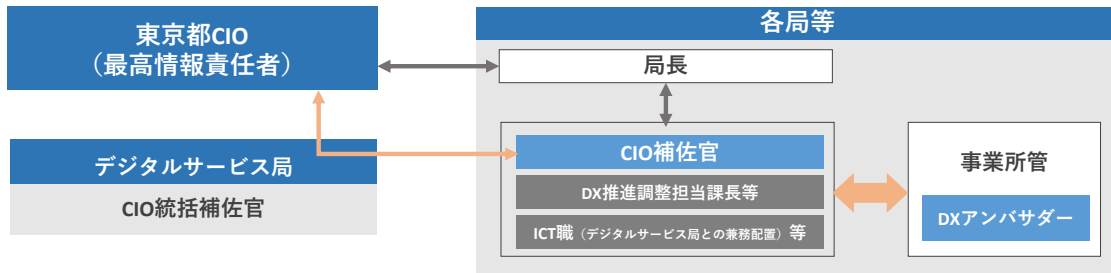 東京都CIO
（最高情報責任者）
デジタルサービス局
CIO統括補佐官
各局等
局長
CIO補佐官
DX推進調整担当課長等
ICT職（デジタルサービス局との兼務配置）等
事業所管
DXアンバサダー